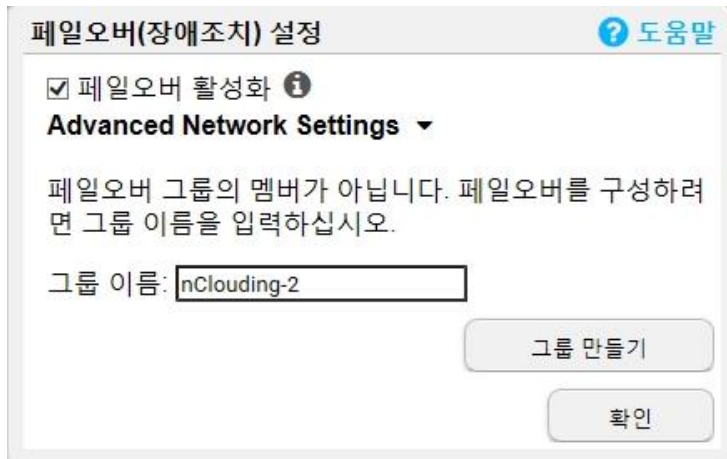 페일오버(장애조치) 설정
도움말
페일오버 활성화
Advanced Network Settings
페일오버 그룹의 멤버가 아닙니다. 페일오버를 구성하려
면 그룹 이름을 입력하십시오.
그룹 이름: nClouding-2
그룹 만들기
확인